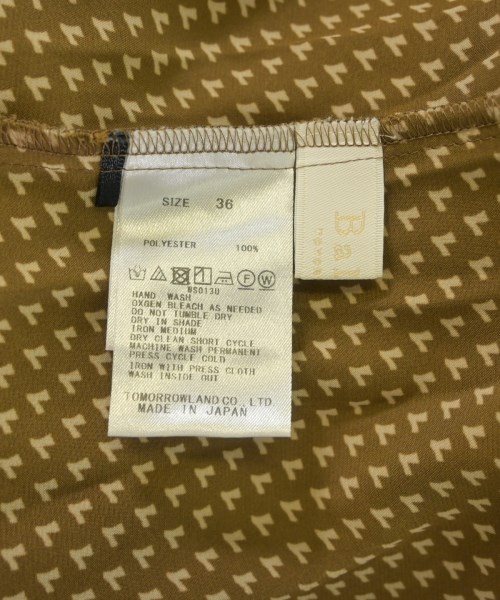 SIZE 36
POLYESTER 100%
WS0130
HAND WASH
OXGEN BLEACH AS NEEDED
DO NOT TUMBLE DRY
DRY IN SHADE
IRON MEDIUM
DRY CLEAN SHORT CYCLE
MACHINE WASH PERMANENT
PRESS CYCLE COLD
IRON WITH PRESS CLOTH
WASH INSIDE OUT
TOMORROWLAND CO., LTD.
MADE IN JAPAN